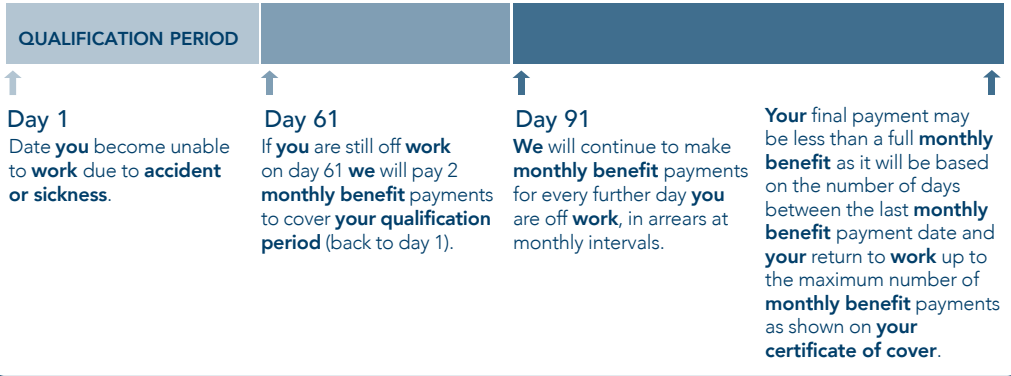 QUALIFICATION PERIOD
Day 1
Date you become unable
to work due to accident
or sickness.
Day 61
If you are still off work
on day 61 we will pay 2
monthly benefit payments
to cover your qualification
period (back to day 1).
Day 91
We will continue to make
monthly benefit payments
for every further day you
are off work, in arrears at
monthly intervals.
Your final payment may
be less than a full monthly
benefit as it will be based
on the number of days
between the last monthly
benefit payment date and
your return to work up to
the maximum number of
monthly benefit payments
as shown on your
certificate of cover.